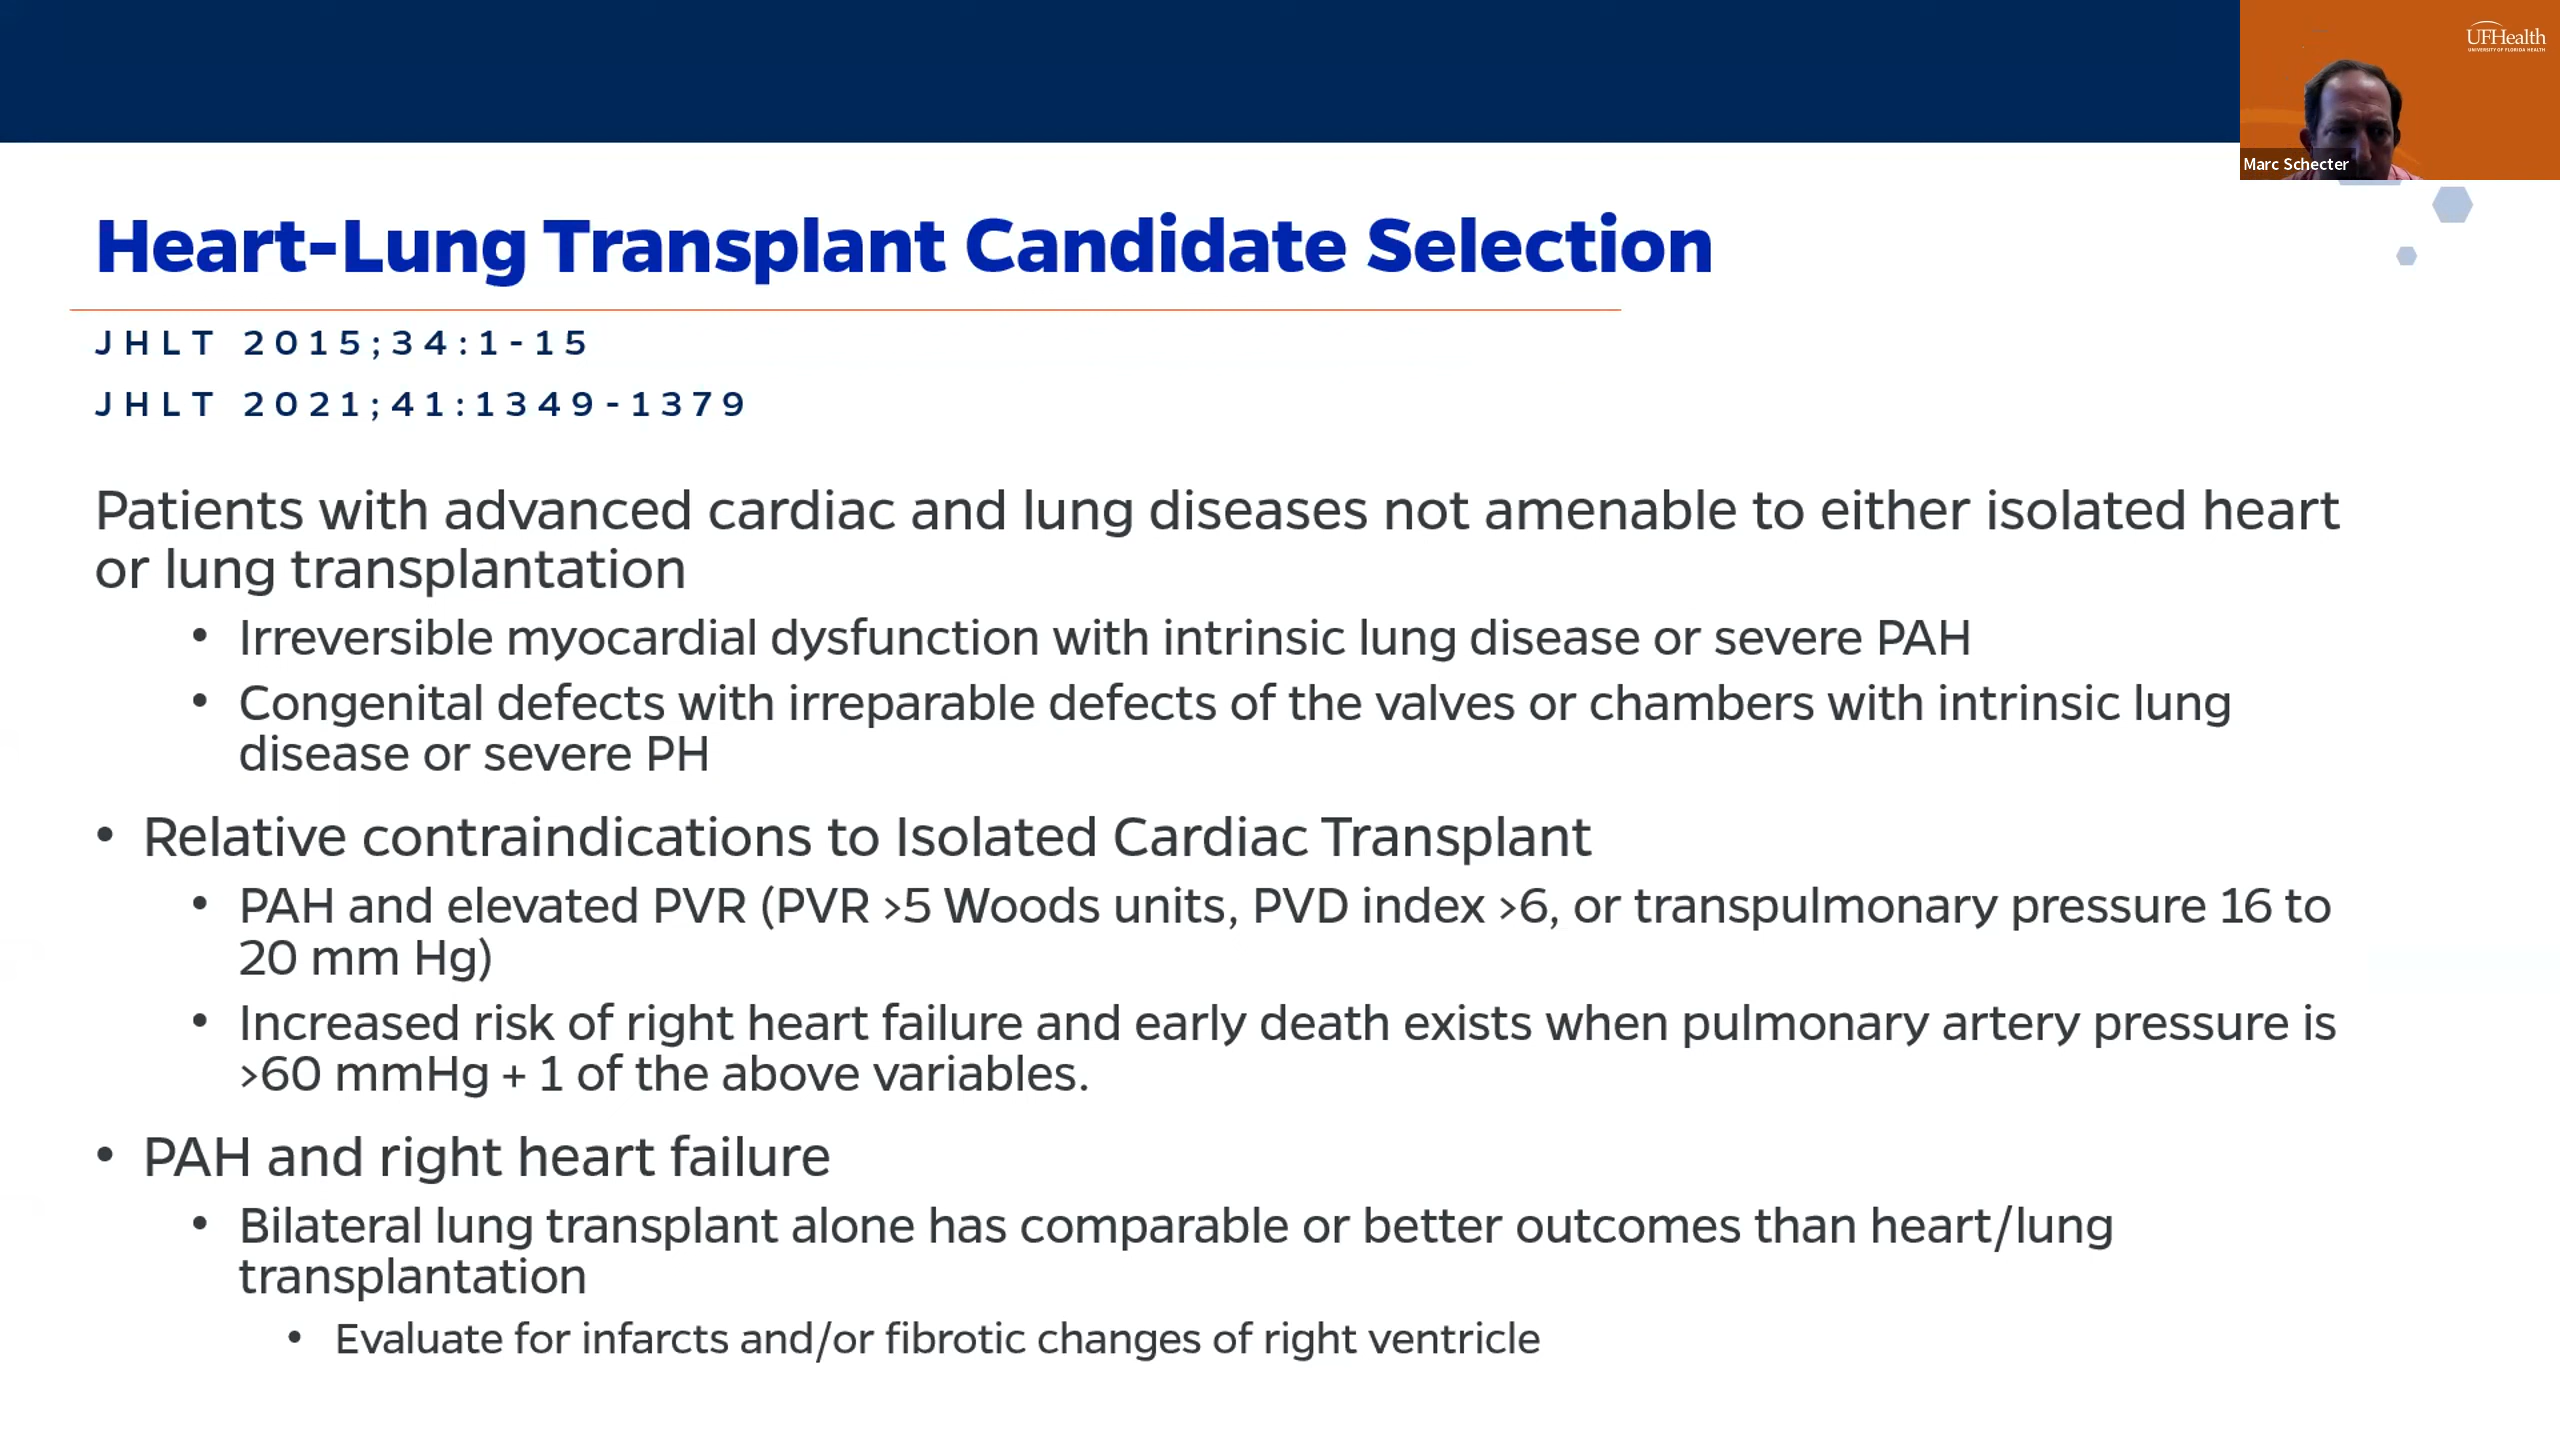 UFHealth
UNIVERSITY OF FLORIDA HEALTH
Marc Schecter
Heart-Lung Transplant Candidate Selection
JHLT 2015;34:1-15
JHLT 2021;41:1349-1379
Patients with advanced cardiac and lung diseases not amenable to either isolated heart
or lung transplantation
• Irreversible myocardial dysfunction with intrinsic lung disease or severe PAH
• Congenital defects with irreparable defects of the valves or chambers with intrinsic lung
disease or severe PH
• Relative contraindications to Isolated Cardiac Transplant
• PAH and elevated PVR (PVR >5 Woods units, PVD index >6, or transpulmonary pressure 16 to
20 mm Hg)
• Increased risk of right heart failure and early death exists when pulmonary artery pressure is
>60 mmHg + 1 of the above variables.
• PAH and right heart failure
• Bilateral lung transplant alone has comparable or better outcomes than heart/lung
transplantation
• Evaluate for infarcts and/or fibrotic changes of right ventricle